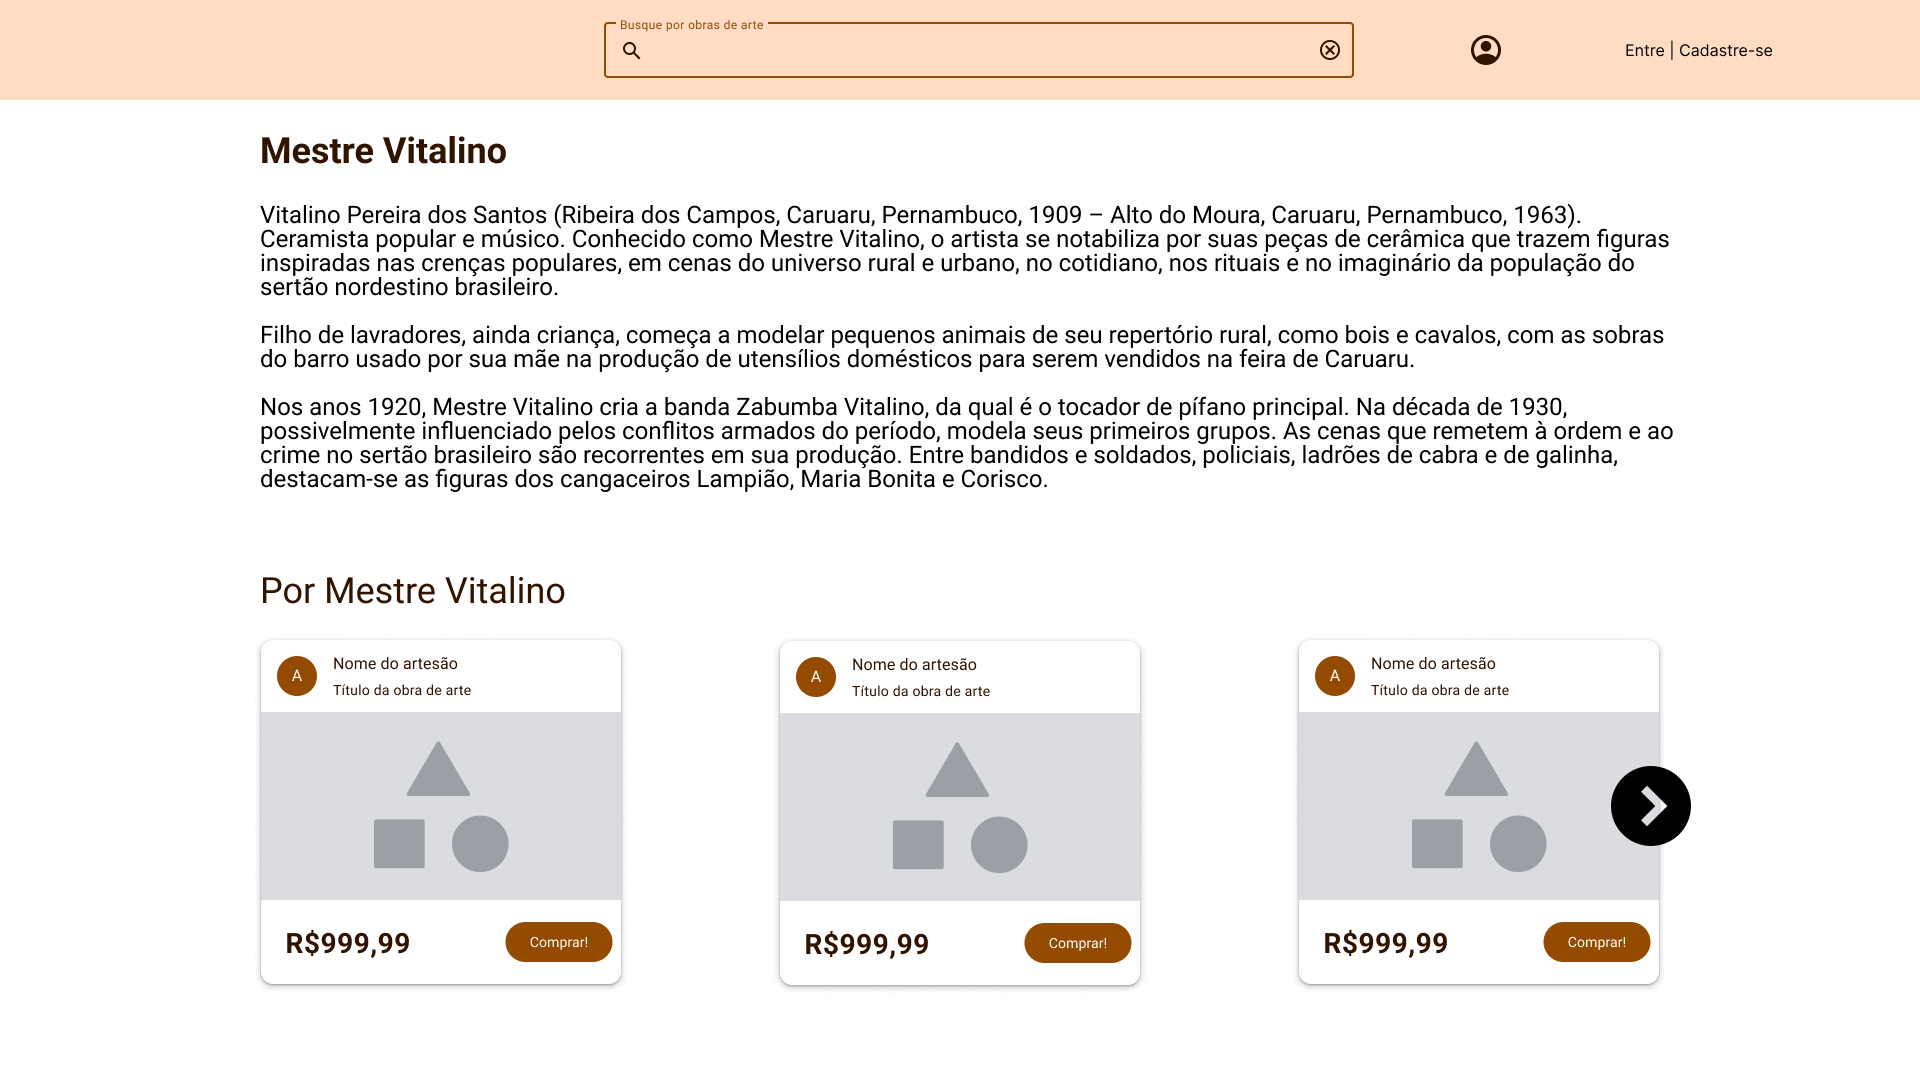 Busque por obras de arte
Entre | Cadastre-se
Mestre Vitalino
Vitalino Pereira dos Santos (Ribeira dos Campos, Caruaru, Pernambuco, 1909 – Alto do Moura, Caruaru, Pernambuco, 1963).
Ceramista popular e músico. Conhecido como Mestre Vitalino, o artista se notabiliza por suas peças de cerâmica que trazem figuras
inspiradas nas crenças populares, em cenas do universo rural e urbano, no cotidiano, nos rituais e no imaginário da população do
sertão nordestino brasileiro.
Filho de lavradores, ainda criança, começa a modelar pequenos animais de seu repertório rural, como bois e cavalos, com as sobras
do barro usado por sua mãe na produção de utensílios domésticos para serem vendidos na feira de Caruaru.
Nos anos 1920, Mestre Vitalino cria a banda Zabumba Vitalino, da qual é o tocador de pífano principal. Na década de 1930,
possivelmente influenciado pelos conflitos armados do período, modela seus primeiros grupos. As cenas que remetem à ordem e ao
crime no sertão brasileiro são recorrentes em sua produção. Entre bandidos e soldados, policiais, ladrões de cabra e de galinha,
destacam-se as figuras dos cangaceiros Lampião, Maria Bonita e Corisco.
Por Mestre Vitalino
A
Nome do artesão
Título da obra de arte
R$999,99
Comprar!
A
Nome do artesão
Título da obra de arte
R$999,99
Comprar!
A
Nome do artesão
Título da obra de arte
R$999,99
Comprar!